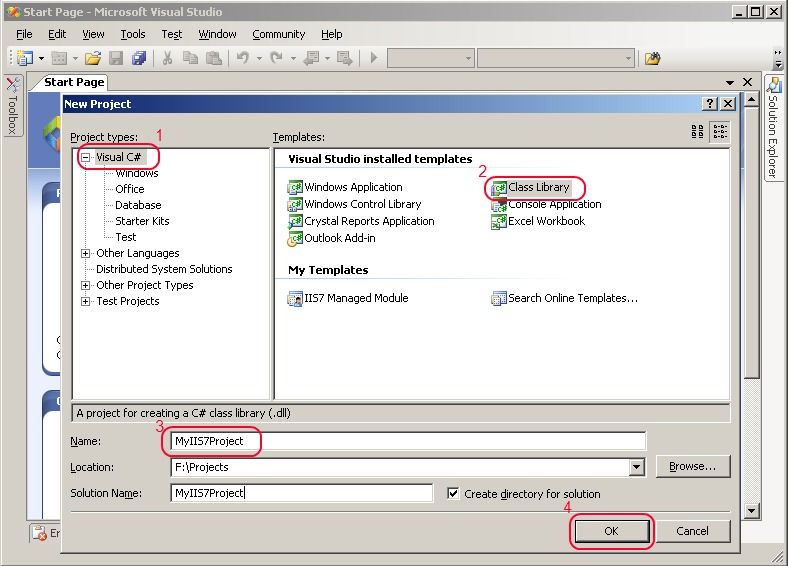 Start Page - Microsoft Visual Studio
File Edit View Tools Test Window Community Help
Toolbox
Start Page
Solution Explorer
New Project
Project types:
1
Visual C#
Windows
Office
Database
Starter Kits
Test
Other Languages
Distributed System Solutions
Other Project Types
Test Projects
Templates:
Visual Studio installed templates
Windows Application
Windows Control Library
Crystal Reports Application
Outlook Add-in
2
Class Library
Console Application
Excel Workbook
My Templates
IIS7 Managed Module
Search Online Templates...
A project for creating a C# class library (.dll)
3
Name: MyIIS7Project
Location: F:\Projects Browse...
Solution Name: MyIIS7Project Create directory for solution
4
OK Cancel